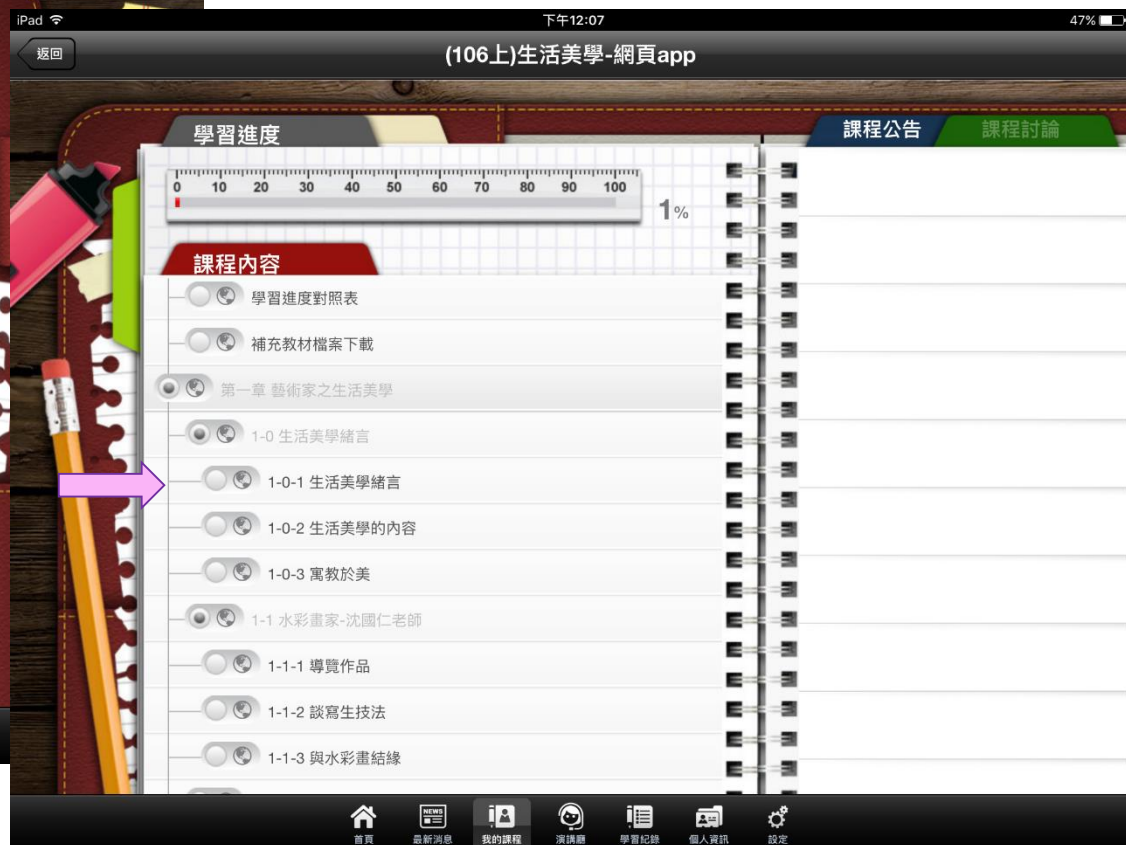 iPad 下午12:07 47%
返回 (106上)生活美學-網頁app
學習進度
0 10 20 30 40 50 60 70 80 90 100
1%
課程內容
學習進度對照表
補充教材檔案下載
第一章 藝術家之生活美學
1-0 生活美學緒言
1-0-1 生活美學緒言
1-0-2 生活美學的內容
1-0-3 寓教於美
1-1 水彩畫家-沈國仁老師
1-1-1 導覽作品
1-1-2 談寫生技法
1-1-3 與水彩畫結緣
課程公告 課程討論
NEWS
首頁 最新消息 我的課程 演講廳 學習紀錄 個人資訊 設定